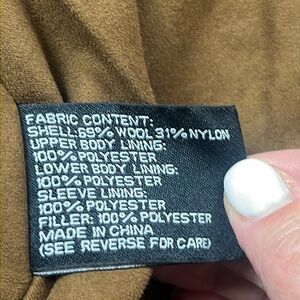 FABRIC CONTENT:
SHELL:69% WOOL 31% NYLON
UPPER BODY LINING:
100% POLYESTER
LOWER BODY LINING:
100% POLYESTER
SLEEVE LINING:
100% POLYESTER
FILLER: 100% POLYESTER
MADE IN CHINA
(SEE REVERSE FOR CARE)